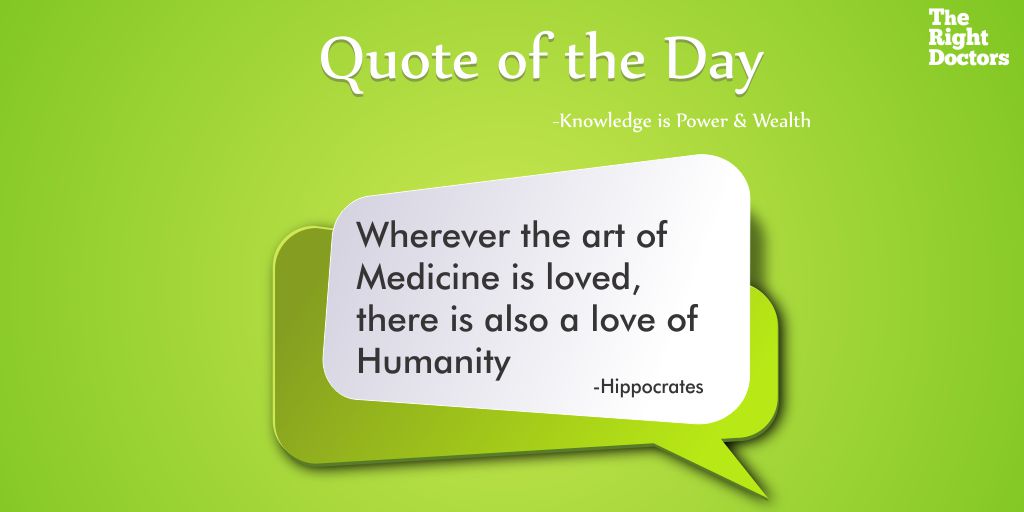 The
Right
Doctors
Quote of the Day
-Knowledge is Power & Wealth
Wherever the art of
Medicine is loved,
there is also a love of
Humanity
-Hippocrates